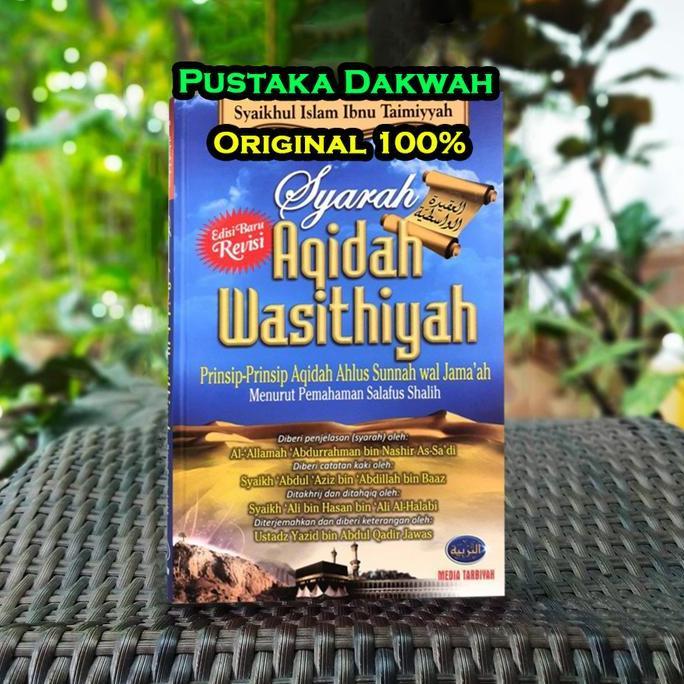 PUSTAKA DAKWAH
Syaikhul Islam Ibnu Taimiyyah
ORIGINAL 100%
Syarah
العقيدة
الواسطية
Edisi Baru
Revisi
Aqidah
Wasithiyah
Prinsip-Prinsip Aqidah Ahlus Sunnah wal Jama'ah
Menurut Pemahaman Salafus Shalih
Diberi penjelasan (syarah) oleh:
Al-'Allamah 'Abdurrahman bin Nashir As-Sa'di
Diberi catatan kaki oleh:
Syaikh 'Abdul 'Aziz bin 'Abdillah bin Baaz
Ditakhrij dan ditahqiq oleh:
Syaikh 'Ali bin Hasan bin 'Ali Al-Halabi
Diterjemahkan dan diberi keterangan oleh:
Ustadz Yazid bin Abdul Qadir Jawas
التربية
MEDIA TARBIYAH